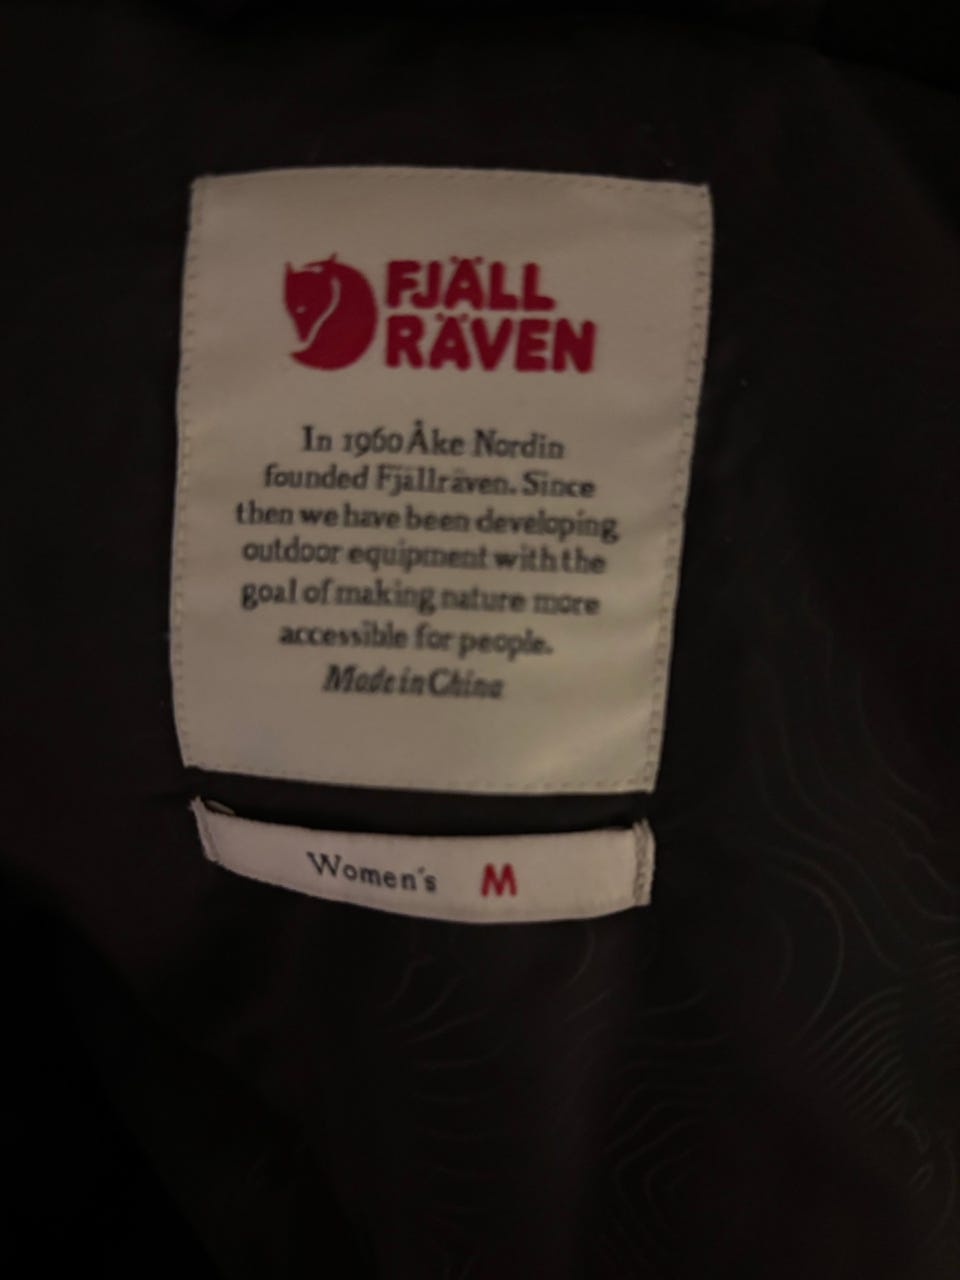 FJÄLL
RÄVEN
In 1960 Åke Nordin
founded Fjällräven. Since
then we have been developing
outdoor equipment with the
goal of making nature more
accessible for people.
Made in China
Women's M